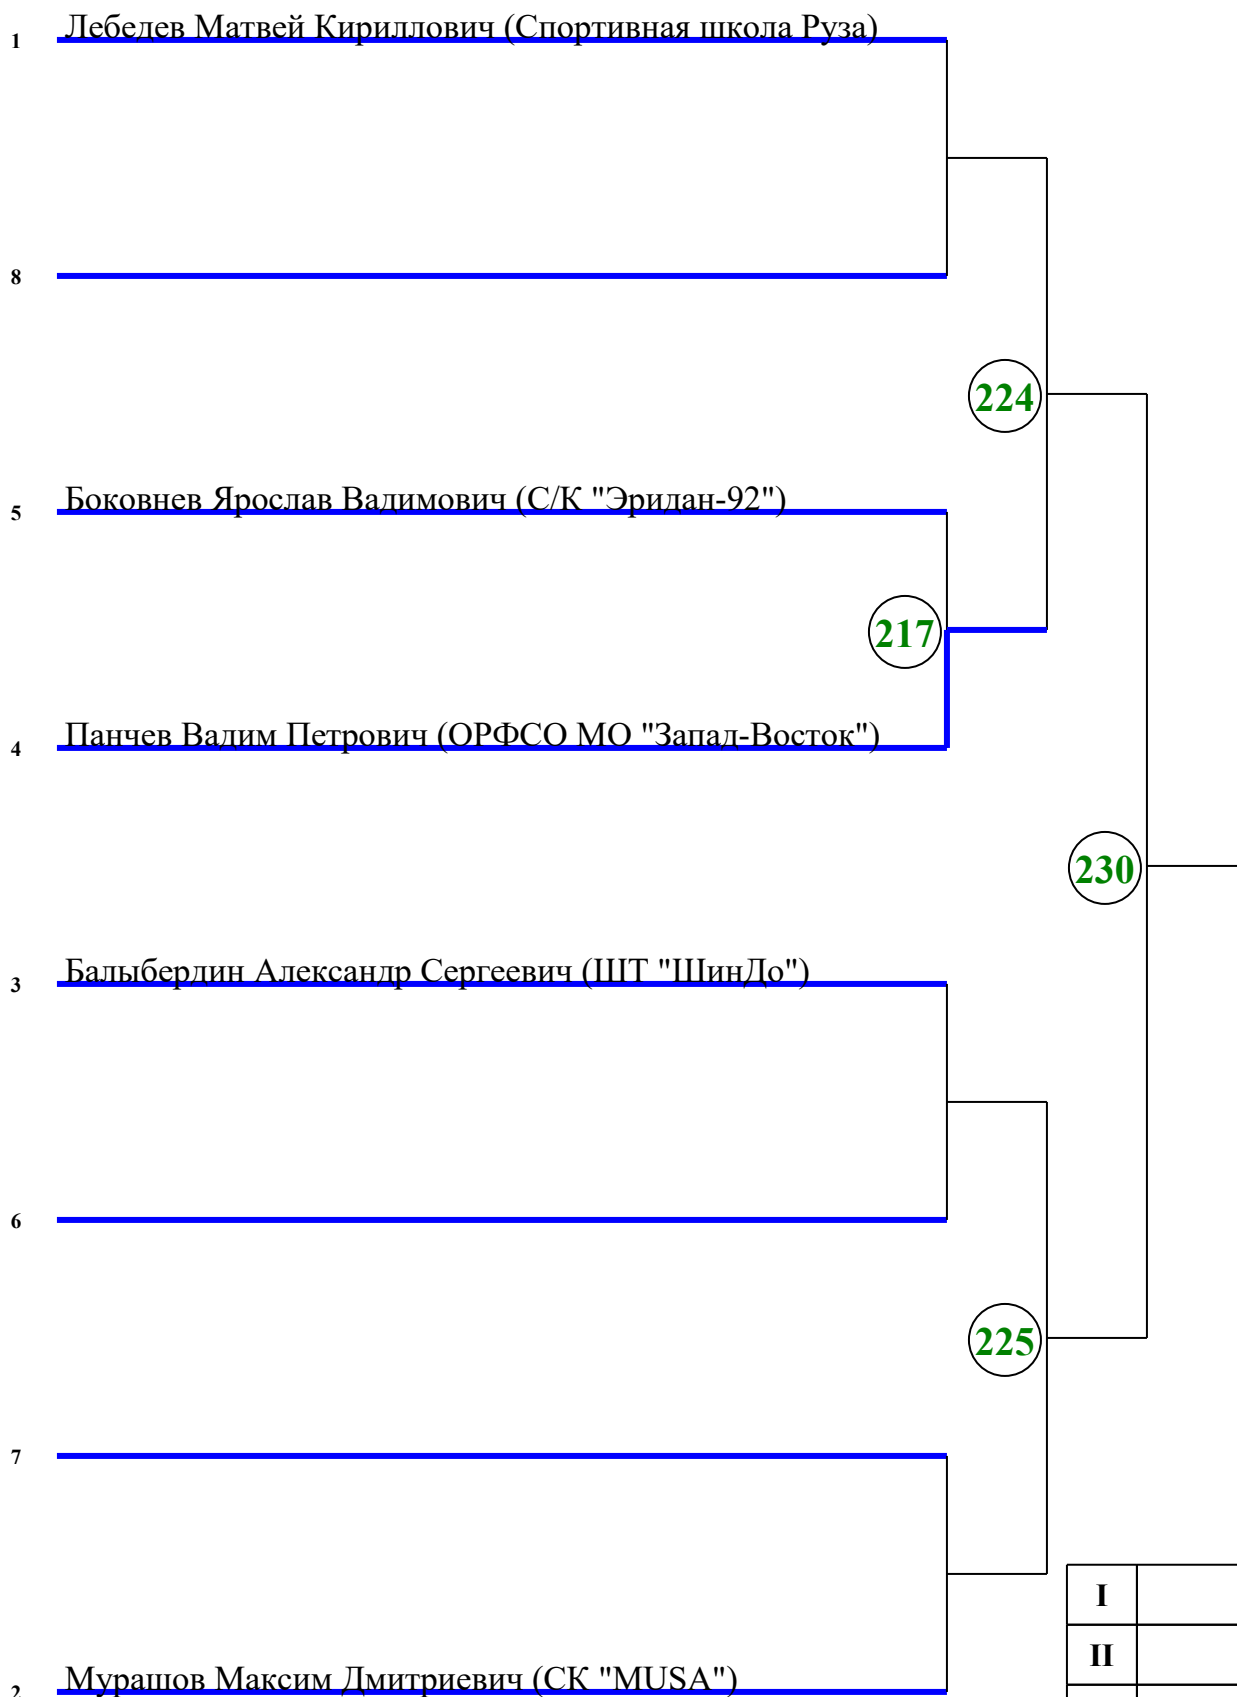 1 Лебедев Матвей Кириллович (Спортивная школа Руза)
8
224
5 Боковнев Ярослав Вадимович (С/К "Эридан-92")
217
4 Панчев Вадим Петрович (ОРФСО МО "Запад-Восток")
230
3 Балыбердин Александр Сергеевич (ШТ "ШинДо")
6
225
7
I
II
2 Мурашов Максим Дмитриевич (СК "MUSA")